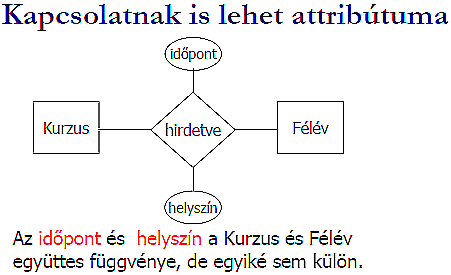 Kapcsolatnak is lehet attribútuma
időpont
Kurzus
hirdetve
Félév
helyszín
Az időpont és helyszín a Kurzus és Félév
együttes függvénye, de egyiké sem külön.